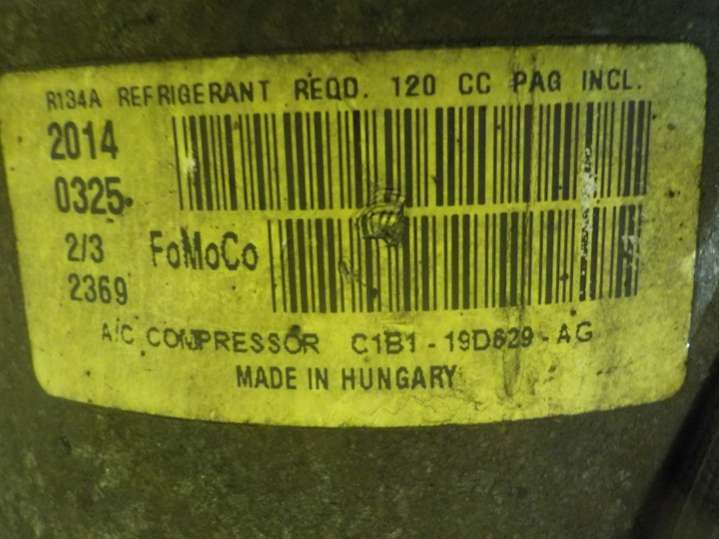 R134A REFRIGERANT REQD. 120 CC PAG INCL.
2014
0325
2/3
FoMoCo
2369
A/C COMPRESSOR C1B1-19D629-AG
MADE IN HUNGARY